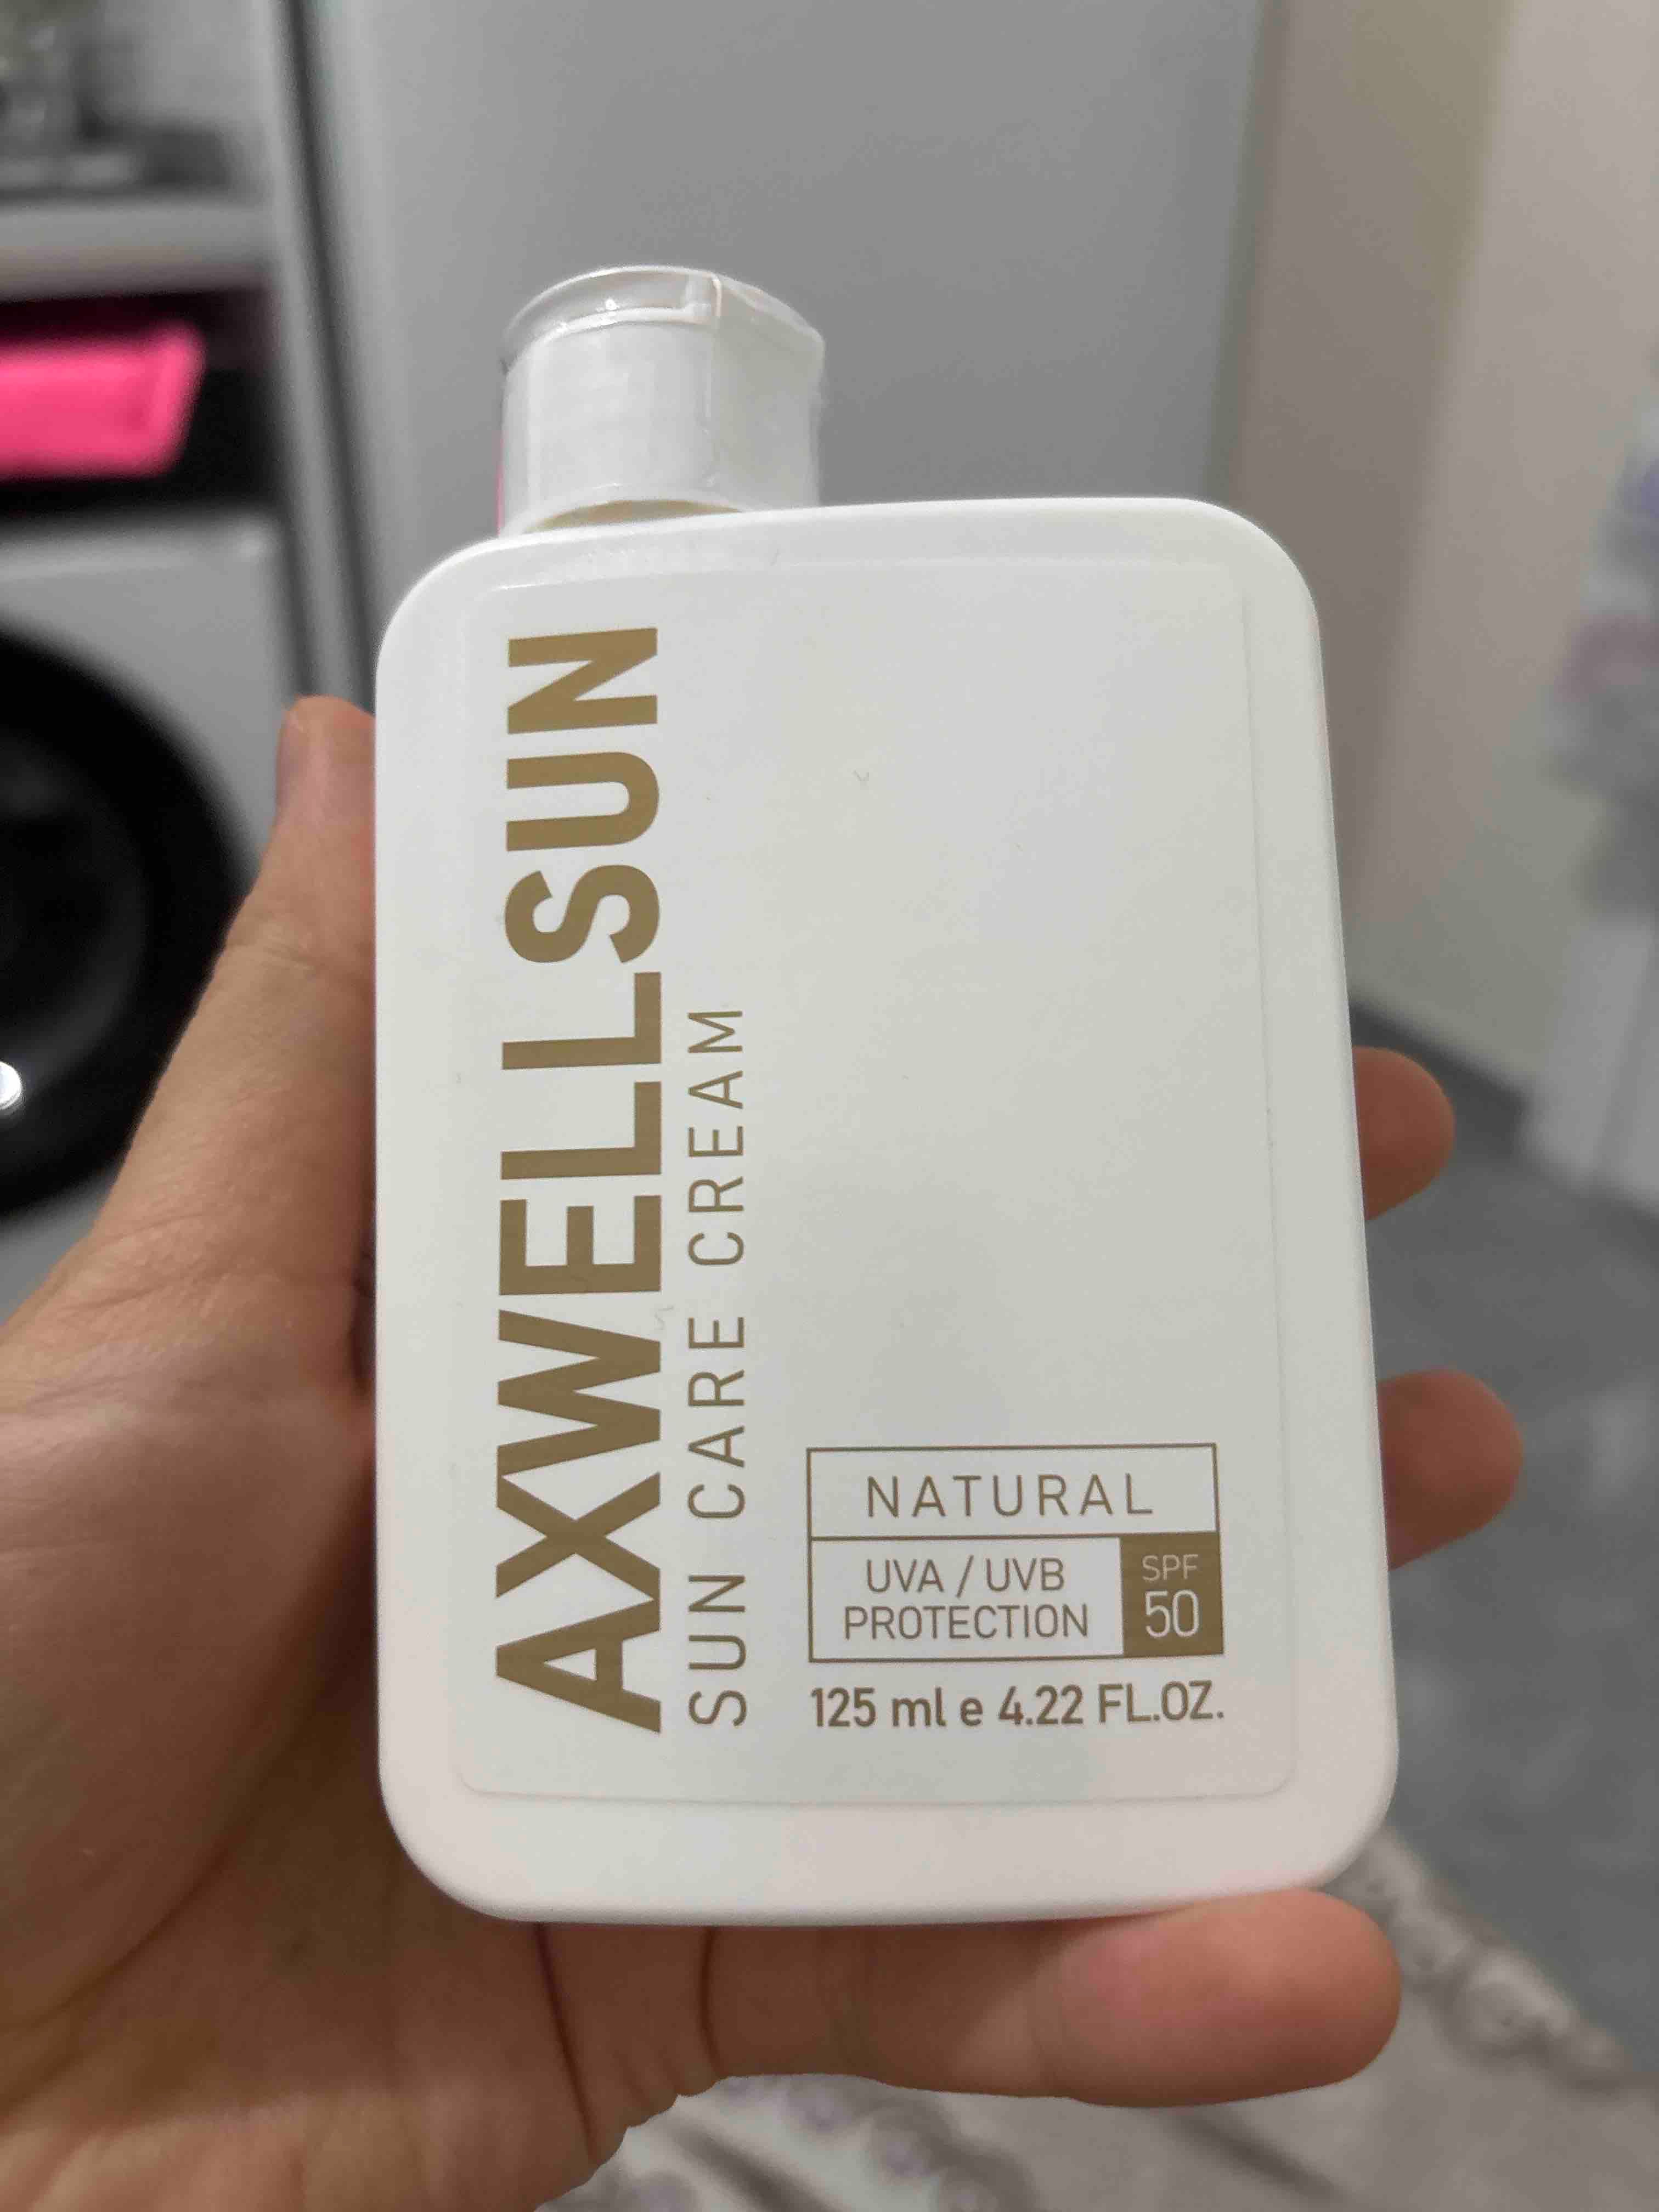 AXWELLSUN
SUN CARE CREAM
NATURAL
UVA / UVB
PROTECTION
SPF
50
125 ml e 4.22 FL.OZ.